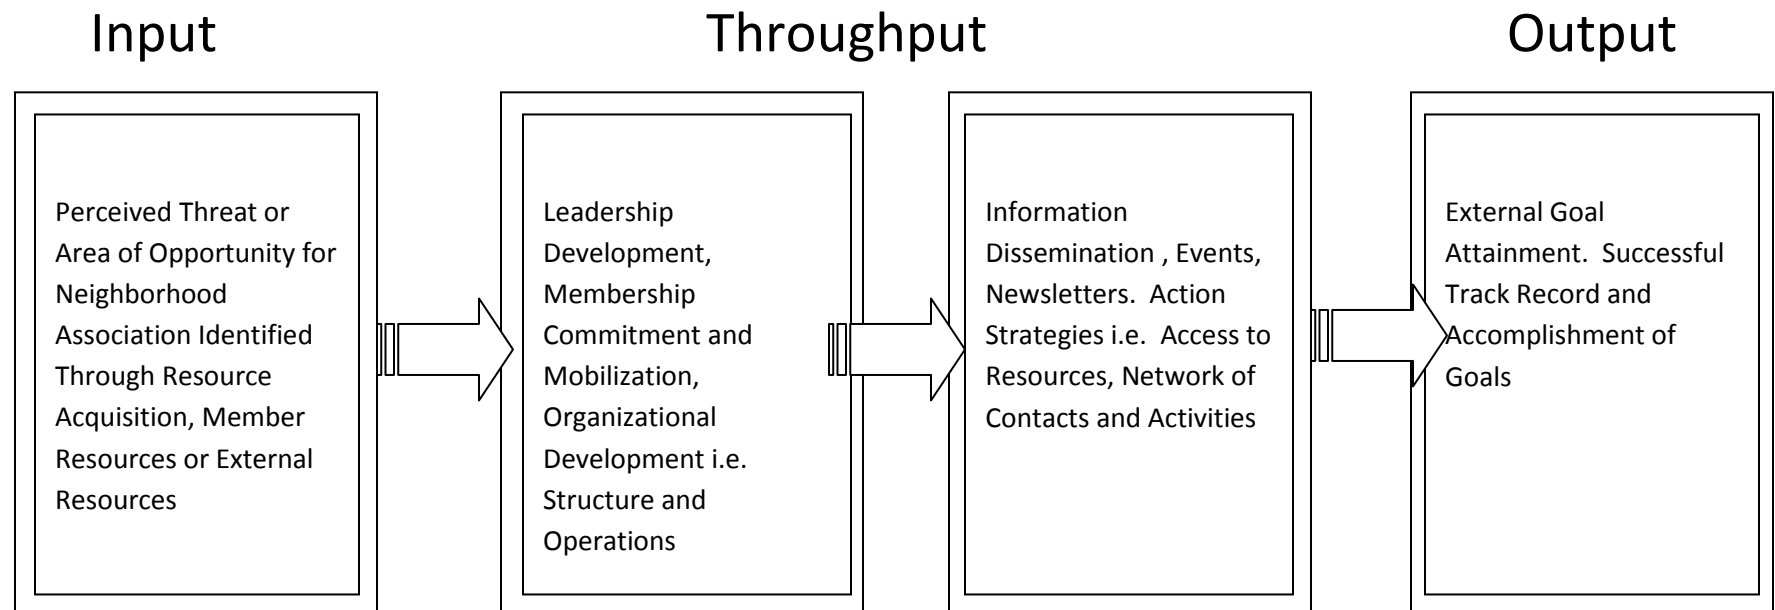 Input
Throughput
Output
Perceived Threat or
Area of Opportunity for
Neighborhood
Association Identified
Through Resource
Acquisition, Member
Resources or External
Resources
Leadership
Development,
Membership
Commitment and
Mobilization,
Organizational
Development i.e.
Structure and
Operations
Information
Dissemination , Events,
Newsletters.  Action
Strategies i.e.  Access to
Resources, Network of
Contacts and Activities
External Goal
Attainment.  Successful
Track Record and
Accomplishment of
Goals